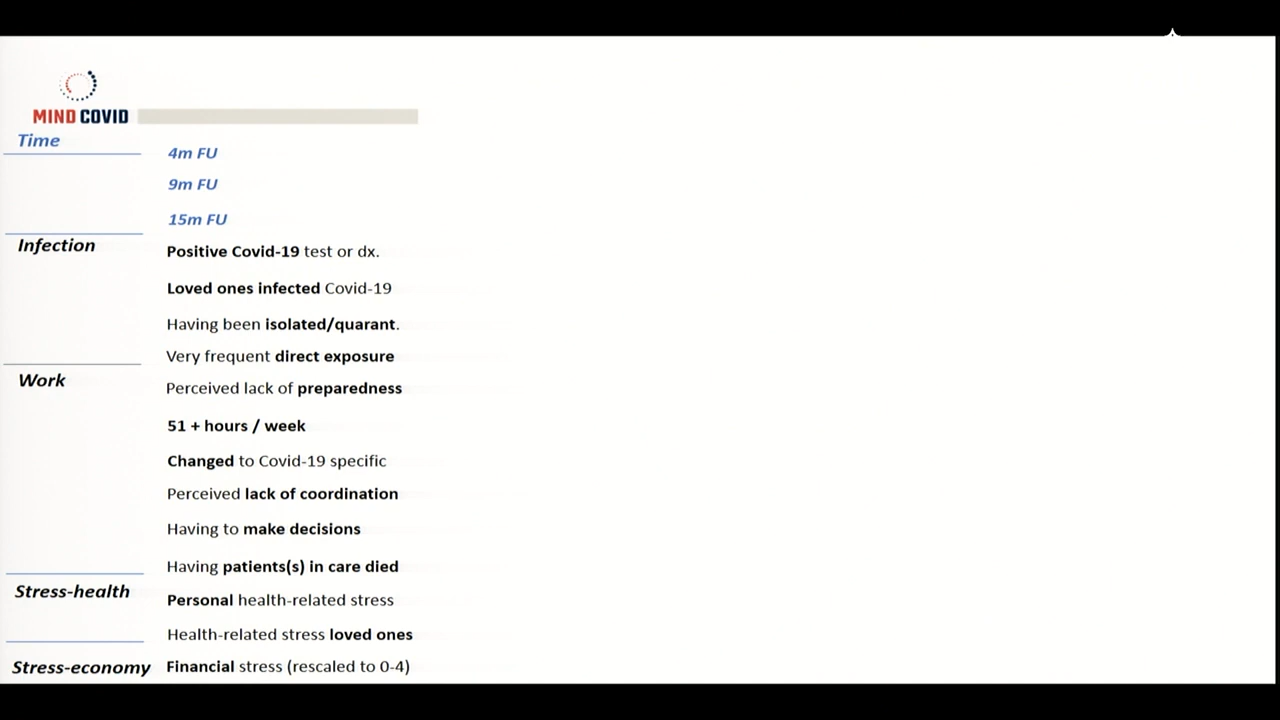 MIND COVID
Time
4m FU
9m FU
15m FU
Infection
Positive Covid-19 test or dx.
Loved ones infected Covid-19
Having been isolated/quarant.
Very frequent direct exposure
Work
Perceived lack of preparedness
51 + hours / week
Changed to Covid-19 specific
Perceived lack of coordination
Having to make decisions
Having patients(s) in care died
Stress-health
Personal health-related stress
Health-related stress loved ones
Stress-economy Financial stress (rescaled to 0-4)